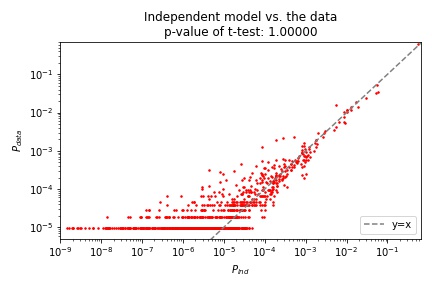 Independent model vs. the data
p-value of t-test: 1.00000
10⁻¹
10⁻²
10⁻³
10⁻⁴
10⁻⁵
P_data
y=x
10⁻⁹ 10⁻⁸ 10⁻⁷ 10⁻⁶ 10⁻⁵ 10⁻⁴ 10⁻³ 10⁻² 10⁻¹
P_ind